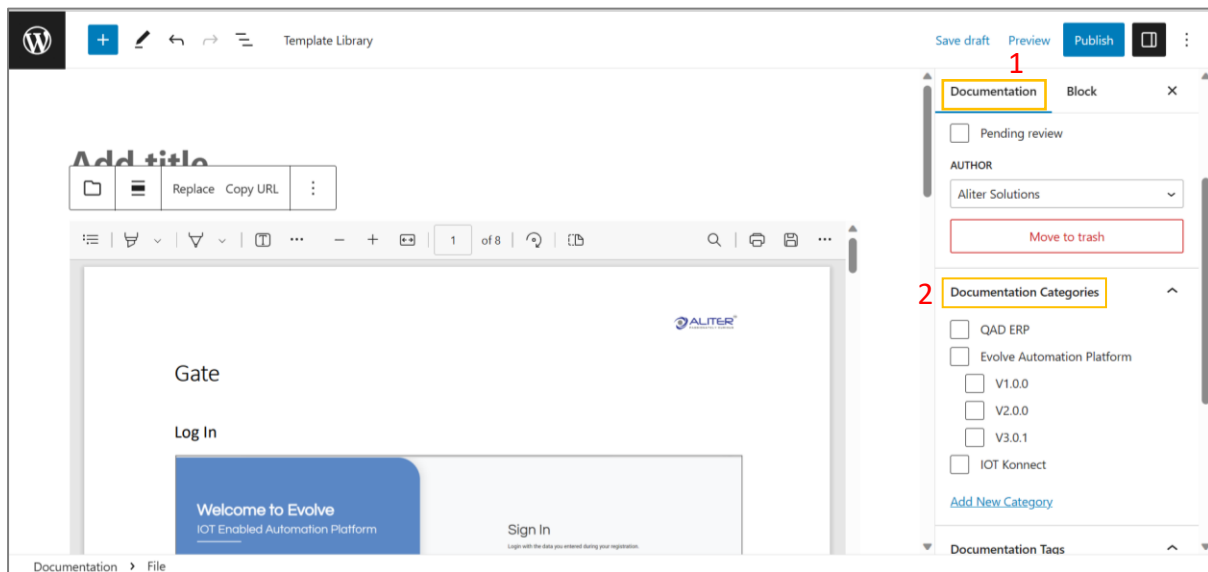 Template Library
Save draft Preview Publish
1
Documentation Block
Pending review
AUTHOR
Aliter Solutions
Move to trash
2 Documentation Categories
QAD ERP
Evolve Automation Platform
V1.0.0
V2.0.0
V3.0.1
IOT Konnect
Add New Category
Documentation Tags
Add title
Replace Copy URL
1 of 8
ALITER
Gate
Log In
Welcome to Evolve
IOT Enabled Automation Platform
Sign In
Login with the data you entered during your registration.
Documentation > File